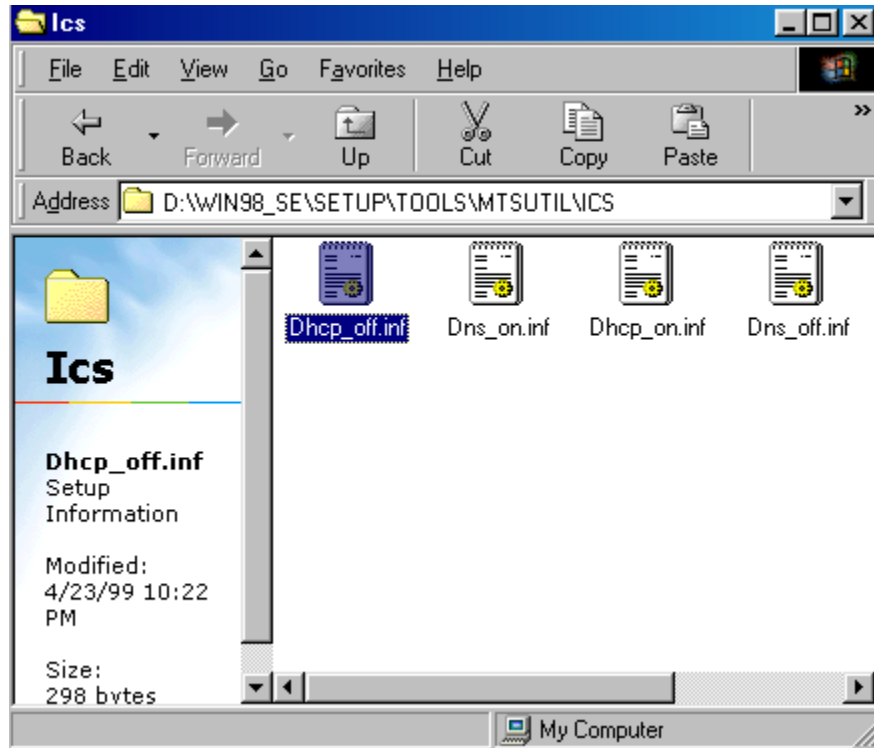 Ics
File Edit View Go Favorites Help
Back Forward Up Cut Copy Paste »
Address D:\WIN98_SE\SETUP\TOOLS\MTSUTIL\ICS
Dhcp_off.inf Dns_on.inf Dhcp_on.inf Dns_off.inf
Ics
Dhcp_off.inf
Setup
Information
Modified:
4/23/99 10:22
PM
Size:
298 bytes
My Computer